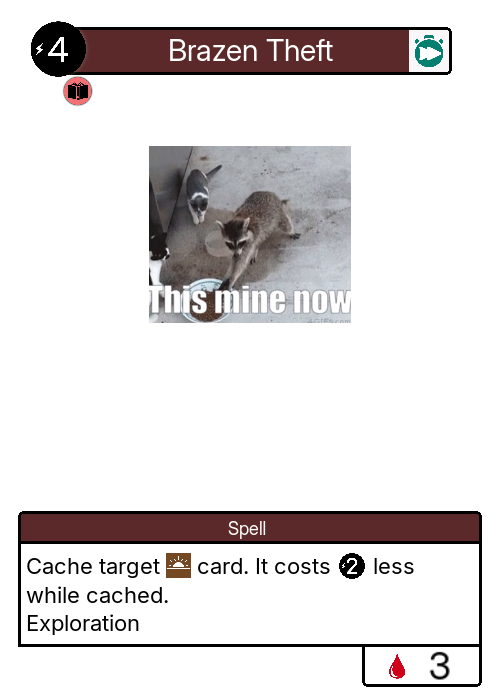 4
Brazen Theft
This mine now
Spell
Cache target card. It costs 2 less
while cached.
Exploration
3